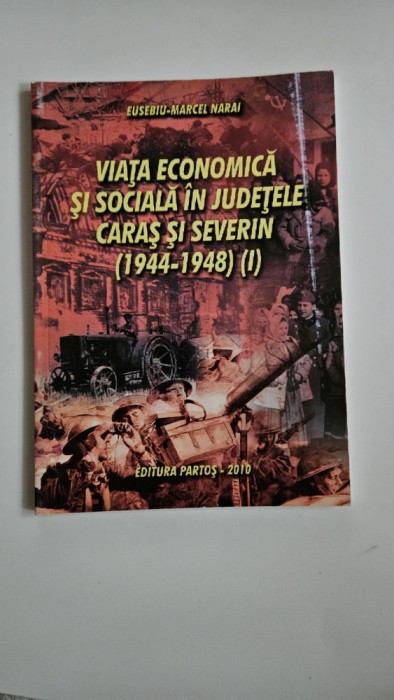 EUSEBIU-MARCEL NARAI
VIAȚA ECONOMICĂ
ȘI SOCIALĂ ÎN JUDEȚELE
CARAȘ ȘI SEVERIN
(1944-1948) (I)
EDITURA PARTOȘ - 2010